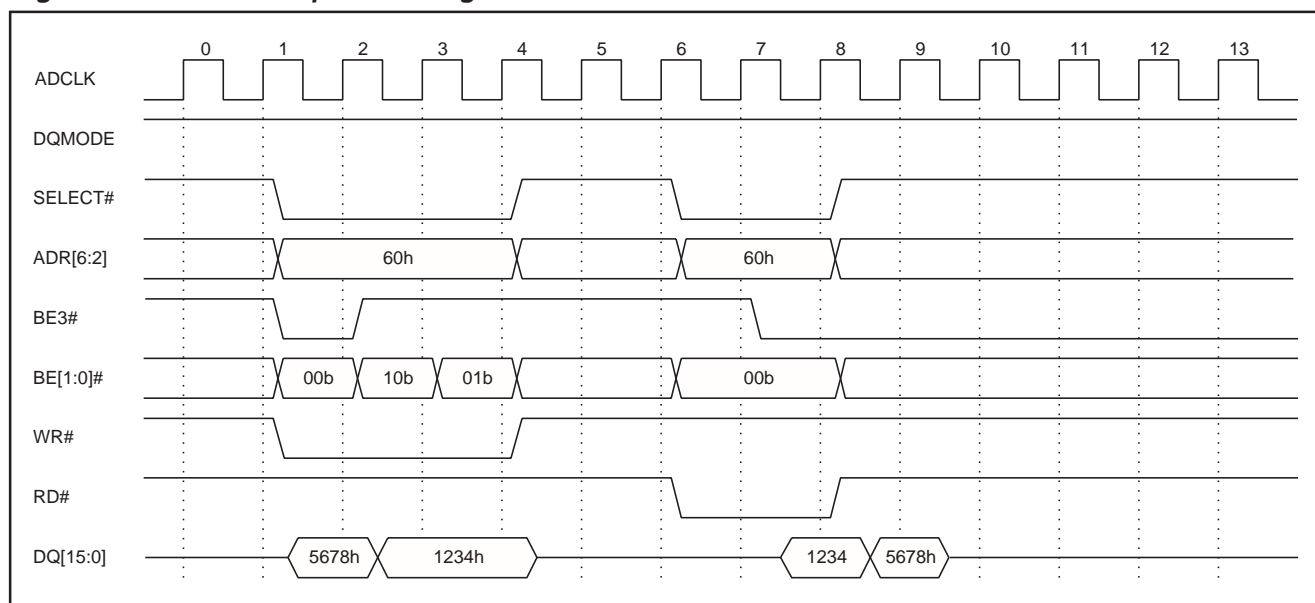 0 1 2 3 4 5 6 7 8 9 10 11 12 13
ADCLK
DQMODE
SELECT#
ADR[6:2] 60h 60h
BE3#
BE[1:0]# 00b 10b 01b 00b
WR#
RD#
DQ[15:0] 5678h 1234h 1234 5678h